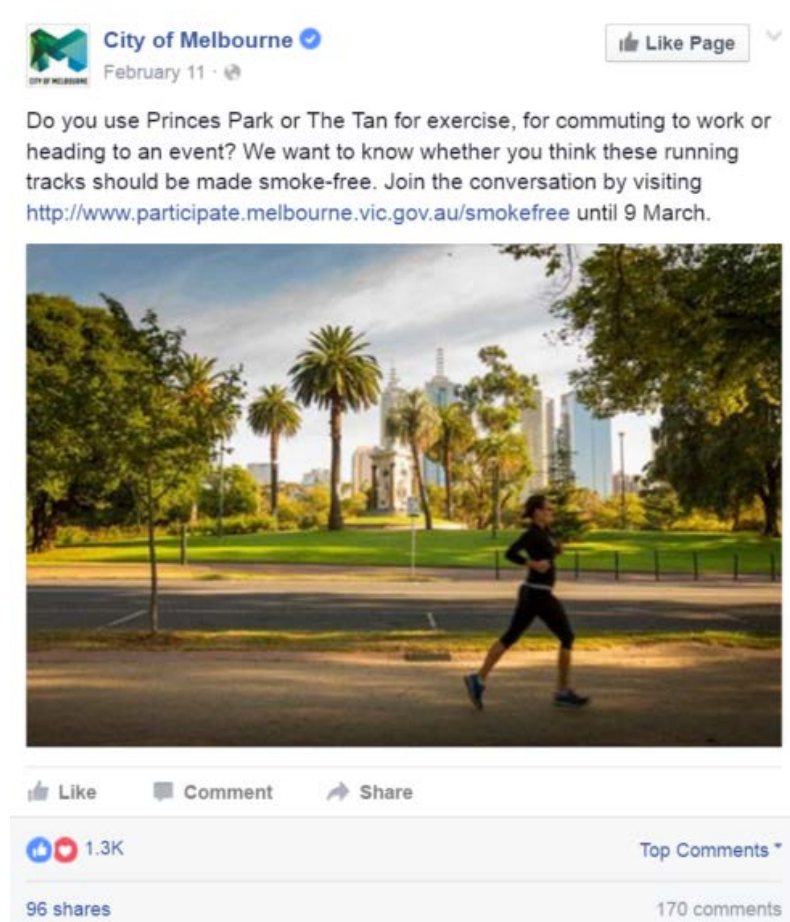 City of Melbourne
Like Page
CITY OF MELBOURNE
February 11 ·
Do you use Princes Park or The Tan for exercise, for commuting to work or
heading to an event? We want to know whether you think these running
tracks should be made smoke-free. Join the conversation by visiting
http://www.participate.melbourne.vic.gov.au/smokefree until 9 March.
Like Comment Share
1.3K
Top Comments
96 shares
170 comments